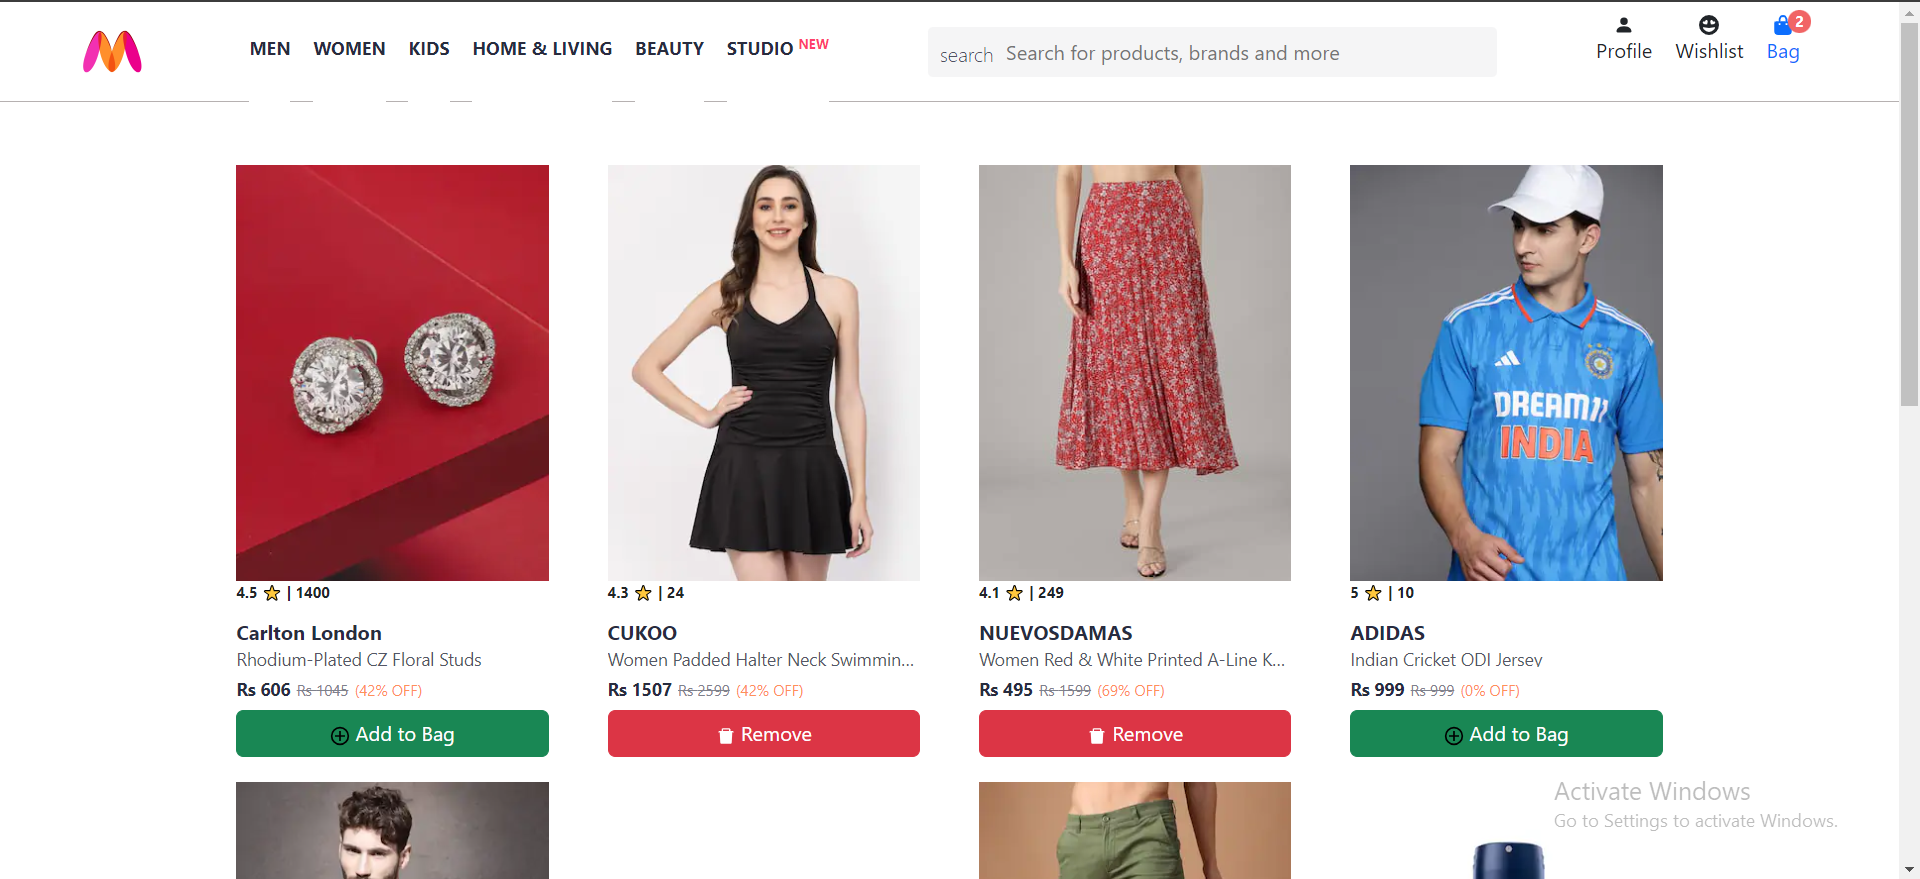 MEN WOMEN KIDS HOME & LIVING BEAUTY STUDIO NEW
search Search for products, brands and more
Profile Wishlist Bag 2
DREAM11
INDIA
4.5 ⭐ | 1400
Carlton London
Rhodium-Plated CZ Floral Studs
Rs 606 Rs 1045 (42% OFF)
Add to Bag
4.3 ⭐ | 24
CUKOO
Women Padded Halter Neck Swimmin...
Rs 1507 Rs 2599 (42% OFF)
Remove
4.1 ⭐ | 249
NUEVOSDAMAS
Women Red & White Printed A-Line K...
Rs 495 Rs 1599 (69% OFF)
Remove
5 ⭐ | 10
ADIDAS
Indian Cricket ODI Jersey
Rs 999 Rs 999 (0% OFF)
Add to Bag
Activate Windows
Go to Settings to activate Windows.